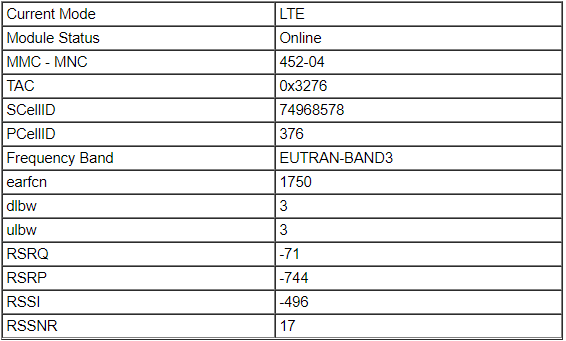 Current Mode LTE
Module Status Online
MMC - MNC 452-04
TAC 0x3276
SCellID 74968578
PCellID 376
Frequency Band EUTRAN-BAND3
earfcn 1750
dlbw 3
ulbw 3
RSRQ -71
RSRP -744
RSSI -496
RSSNR 17